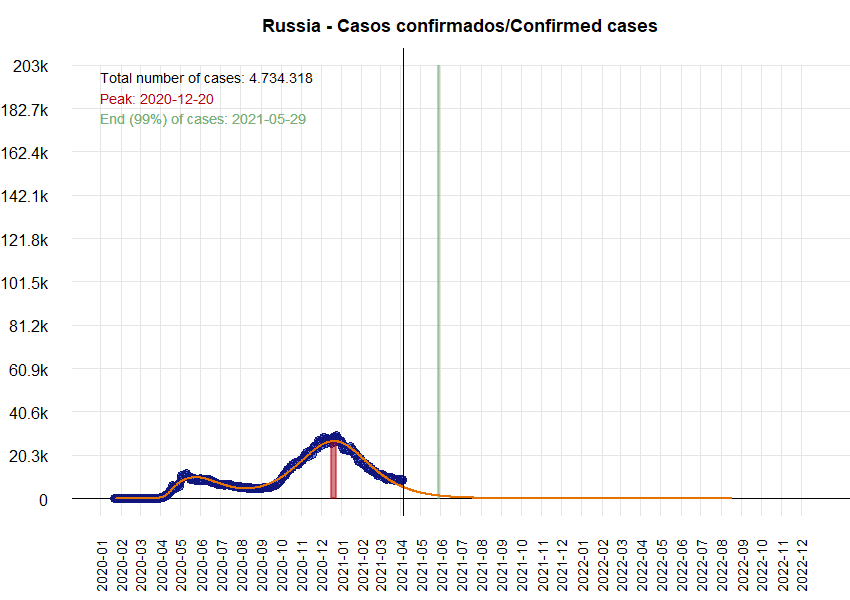 Russia - Casos confirmados/Confirmed cases
203k
Total number of cases: 4.734.318
Peak: 2020-12-20
182.7k
End (99%) of cases: 2021-05-29
162.4k
142.1k
121.8k
101.5k
81.2k
60.9k
40.6k
20.3k
0
2020-01
2020-02
2020-03
2020-04
2020-05
2020-06
2020-07
2020-08
2020-09
2020-10
2020-11
2020-12
2021-01
2021-02
2021-03
2021-04
2021-05
2021-06
2021-07
2021-08
2021-09
2021-10
2021-11
2021-12
2022-01
2022-02
2022-03
2022-04
2022-05
2022-06
2022-07
2022-08
2022-09
2022-10
2022-11
2022-12